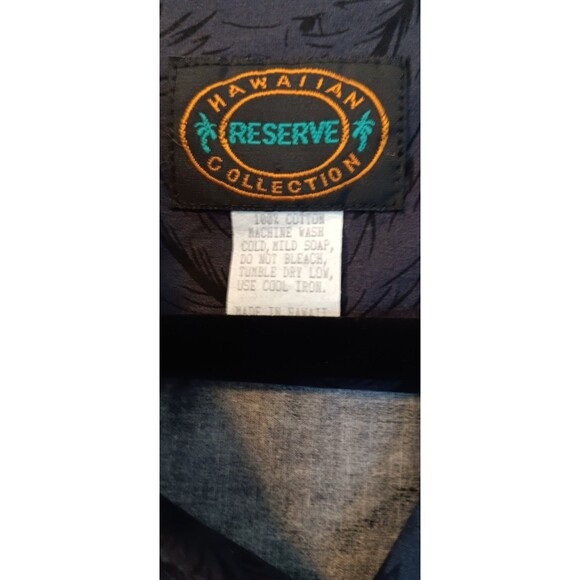 HAWAIIAN
RESERVE
COLLECTION
100% COTTON
MACHINE WASH
COLD, MILD SOAP,
DO NOT BLEACH,
TUMBLE DRY LOW,
USE COOL IRON.
MADE IN HAWAII